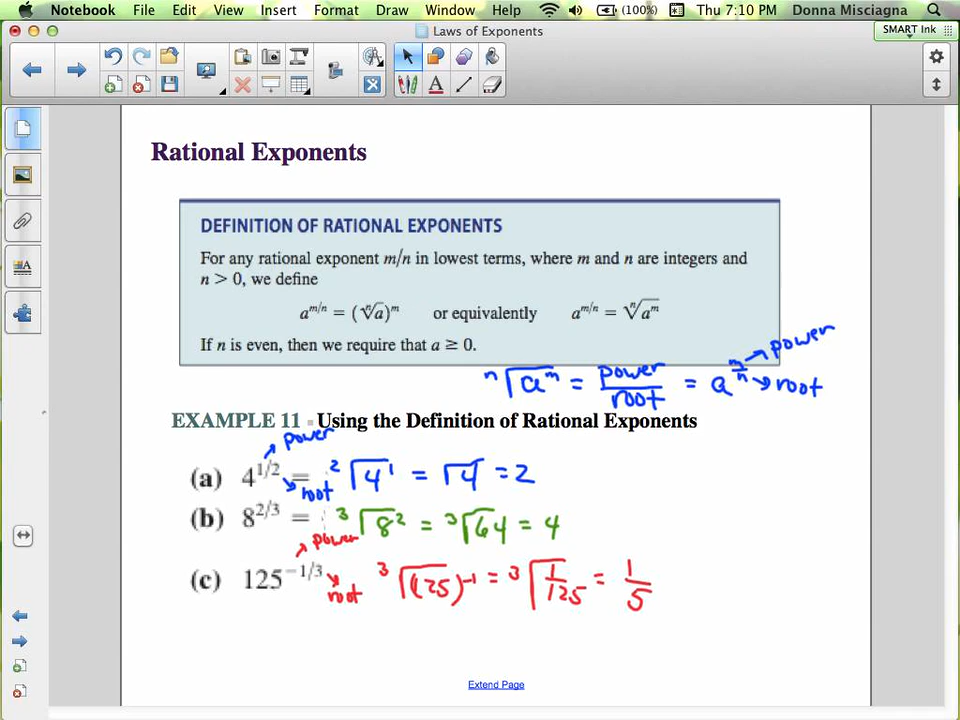 Notebook File Edit View Insert Format Draw Window Help (100%) Thu 7:10 PM Donna Misciagna
Laws of Exponents
SMART Ink
Rational Exponents
DEFINITION OF RATIONAL EXPONENTS
For any rational exponent m/n in lowest terms, where m and n are integers and
n > 0, we define
a^{m/n} = (ⁿ√a)^m or equivalently a^{m/n} = ⁿ√a^m
If n is even, then we require that a ≥ 0.
ⁿ√a^m = power/root = a^{m/n} → power → root
EXAMPLE 11 Using the Definition of Rational Exponents
power
(a) 4^{1/2} = ²√4¹ = √4 = 2
root
(b) 8^{2/3} = ³√8² = ³√64 = 4
power
(c) 125^{-1/3} ³√(125)^{-1} = ³√1/125 = 1/5
root
Extend Page